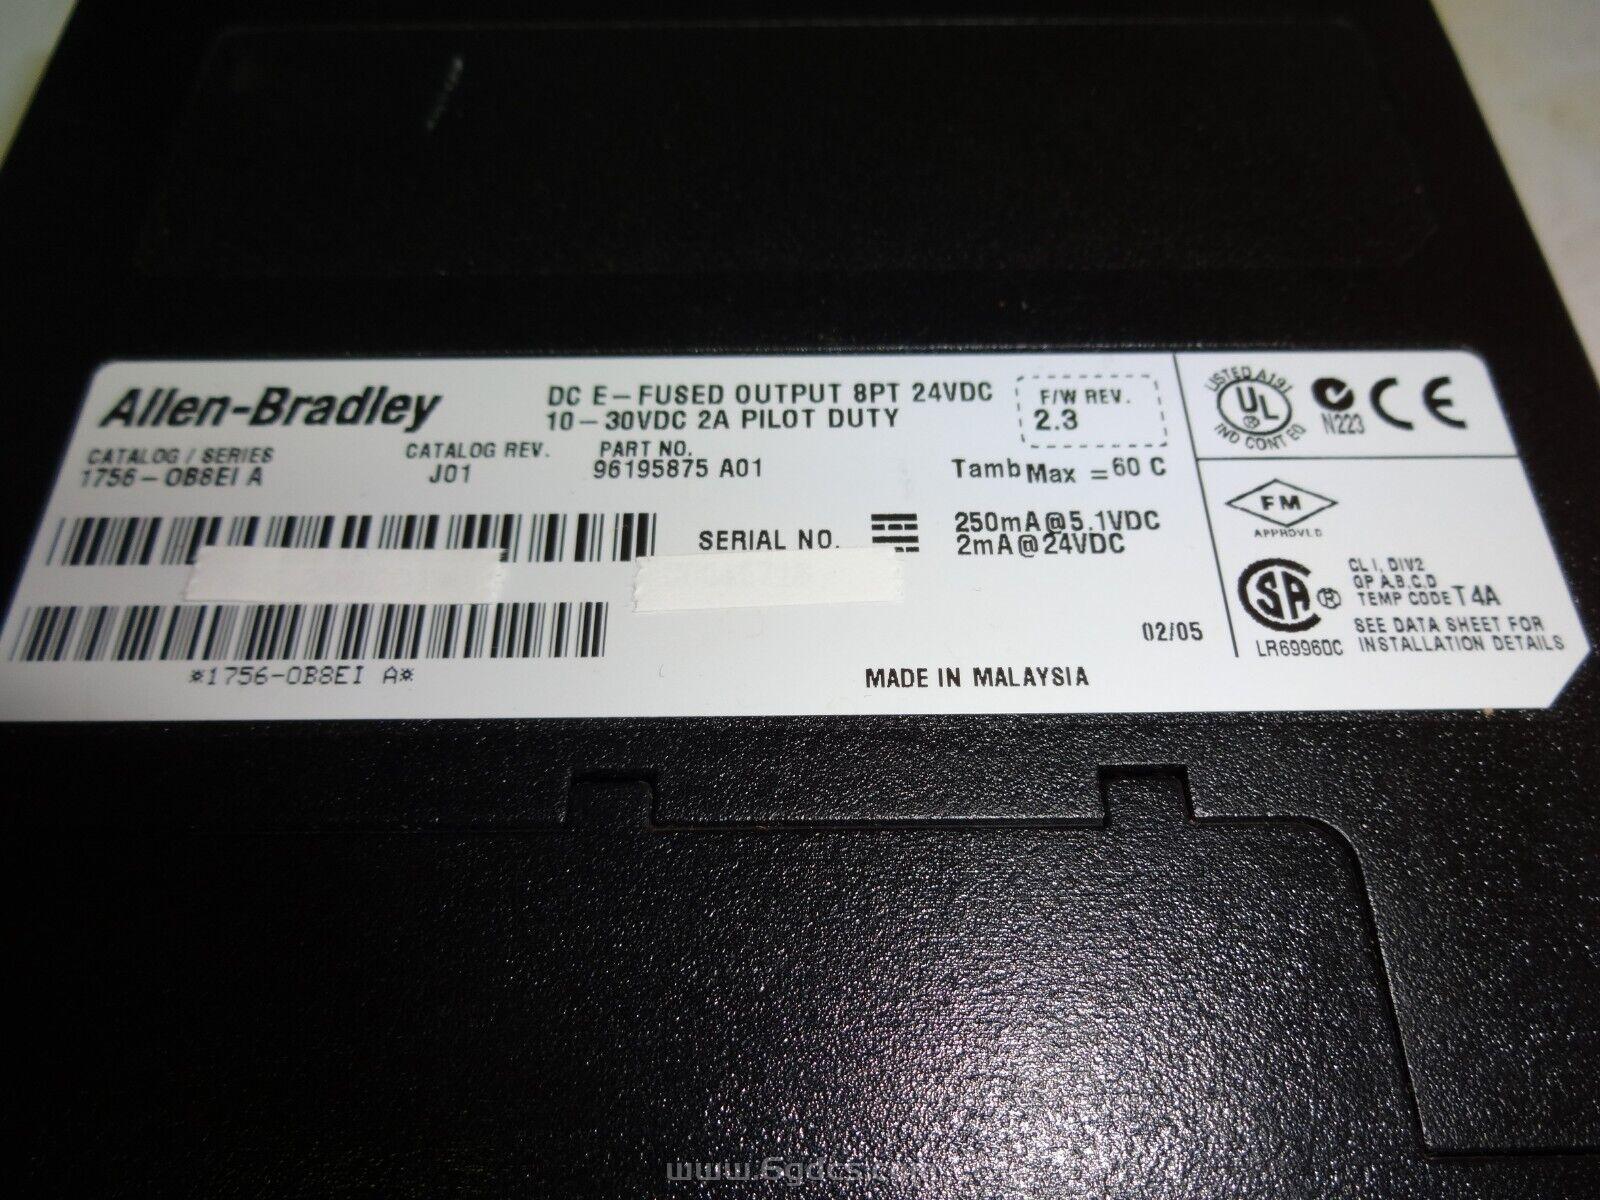 Allen-Bradley
DC E-FUSED OUTPUT 8PT 24VDC
10-30VDC 2A PILOT DUTY
F/W REV.
2.3
CATALOG / SERIES
1756-OB8EI A
CATALOG REV.
J01
PART NO.
96195875 A01
Tamb Max = 60 C
SERIAL NO.
250mA@5.1VDC
2mA@24VDC
02/05
*1756-OB8EI A*
MADE IN MALAYSIA
LISTED A191
UL
®
IND CONT EQ
N223
CE
FM
APPROVED
SA ®
CL I, DIV2
GP A,B,C,D
TEMP CODE T4A
LR69960C
SEE DATA SHEET FOR
INSTALLATION DETAILS